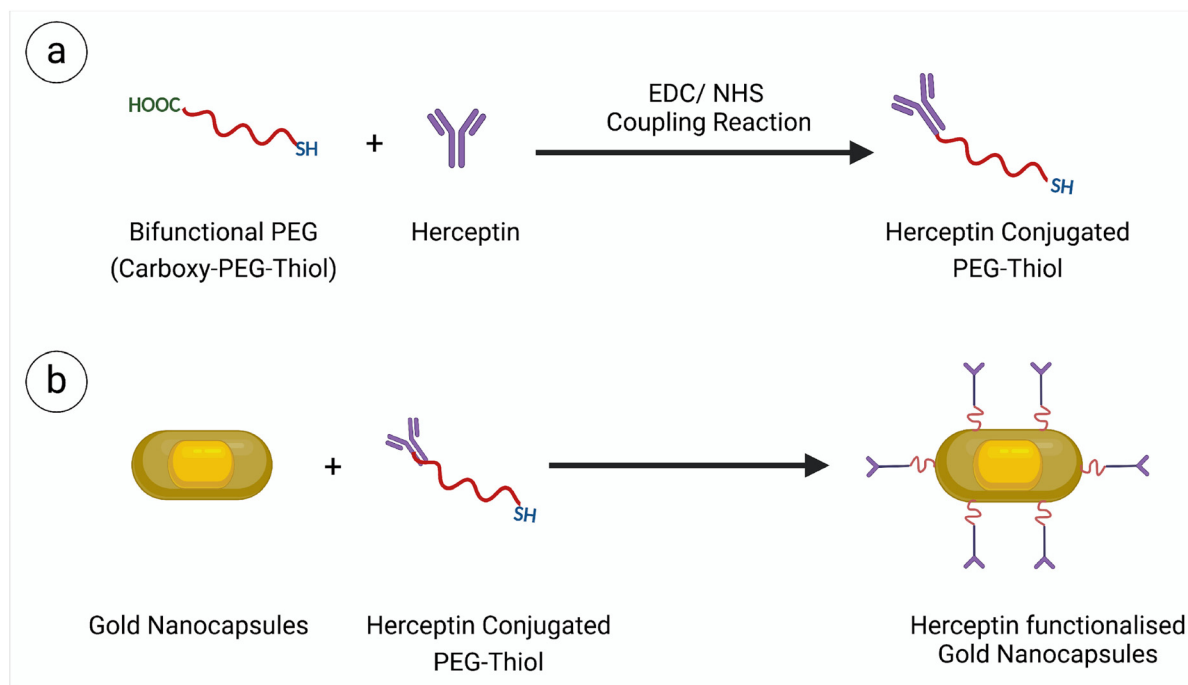 a
HOOC
SH
+
EDC/ NHS
Coupling Reaction
SH
Bifunctional PEG
(Carboxy-PEG-Thiol)
Herceptin
Herceptin Conjugated
PEG-Thiol
b
+
SH
Gold Nanocapsules
Herceptin Conjugated
PEG-Thiol
Herceptin functionalised
Gold Nanocapsules